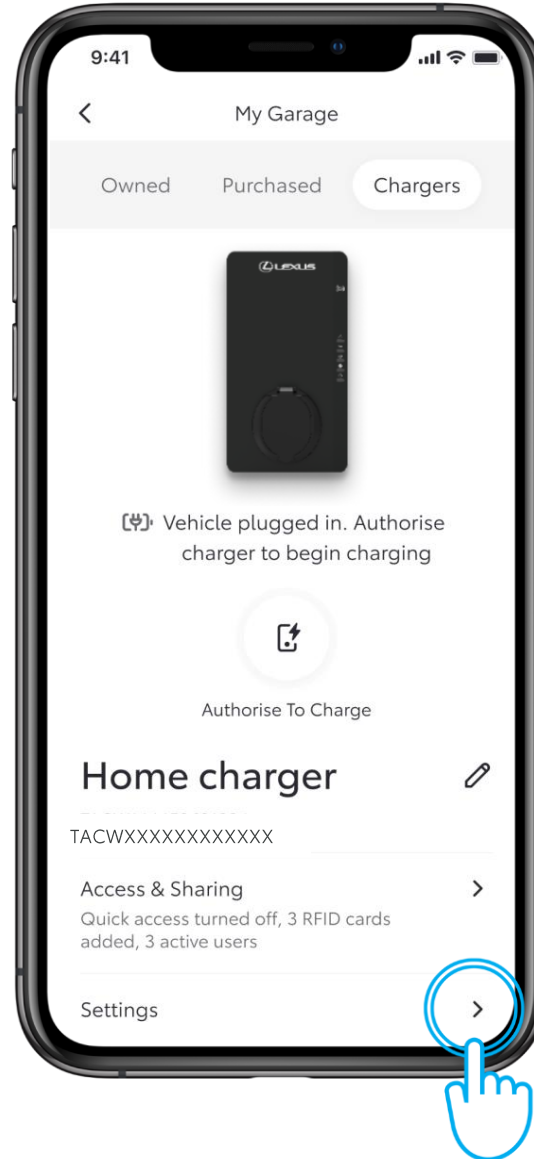 9:41
My Garage
Owned Purchased Chargers
LEXUS
Vehicle plugged in. Authorise
charger to begin charging
Authorise To Charge
Home charger
TACWXXXXXXXXXXXX
Access & Sharing
Quick access turned off, 3 RFID cards
added, 3 active users
Settings